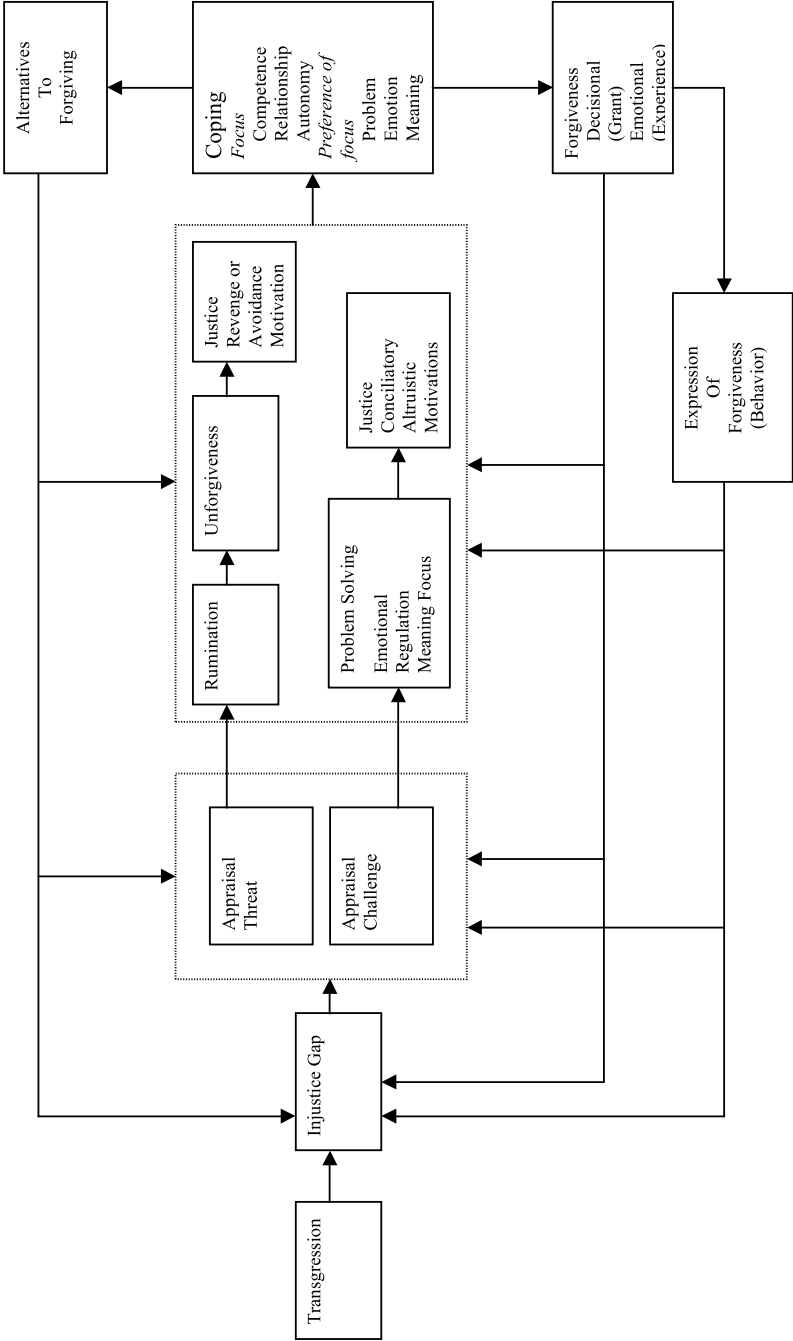 Transgression
Injustice Gap
Appraisal
Threat
Appraisal
Challenge
Rumination
Unforgiveness
Justice
Revenge or
Avoidance
Motivation
Problem Solving
Emotional
Regulation
Meaning Focus
Justice
Conciliatory
Altruistic
Motivations
Alternatives
To
Forgiving
Coping
Focus
Competence
Relationship
Autonomy
Preference of
focus
Problem
Emotion
Meaning
Forgiveness
Decisional
(Grant)
Emotional
(Experience)
Expression
Of
Forgiveness
(Behavior)